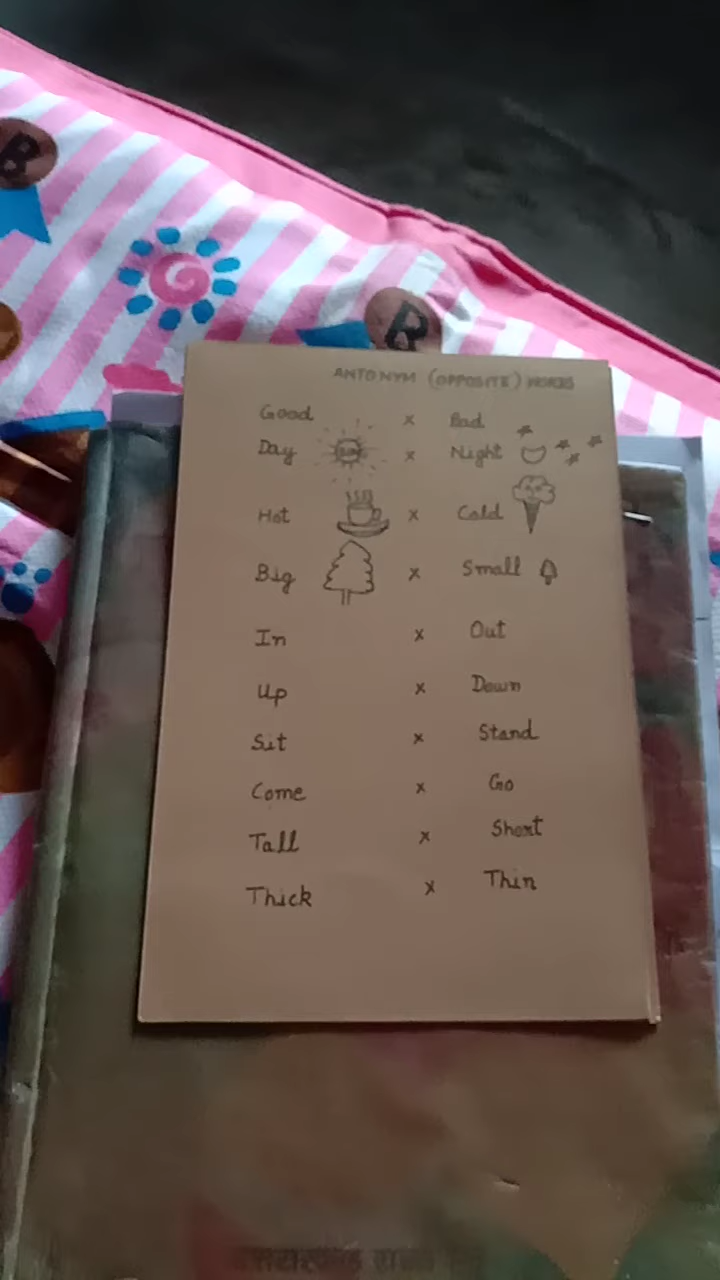 B
B
ANTONYM (OPPOSITE) WORDS
Good x Bad
Day x Night
Hot x Cold
Big x Small
In x Out
Up x Down
Sit x Stand
Come x Go
Tall x Short
Thick x Thin